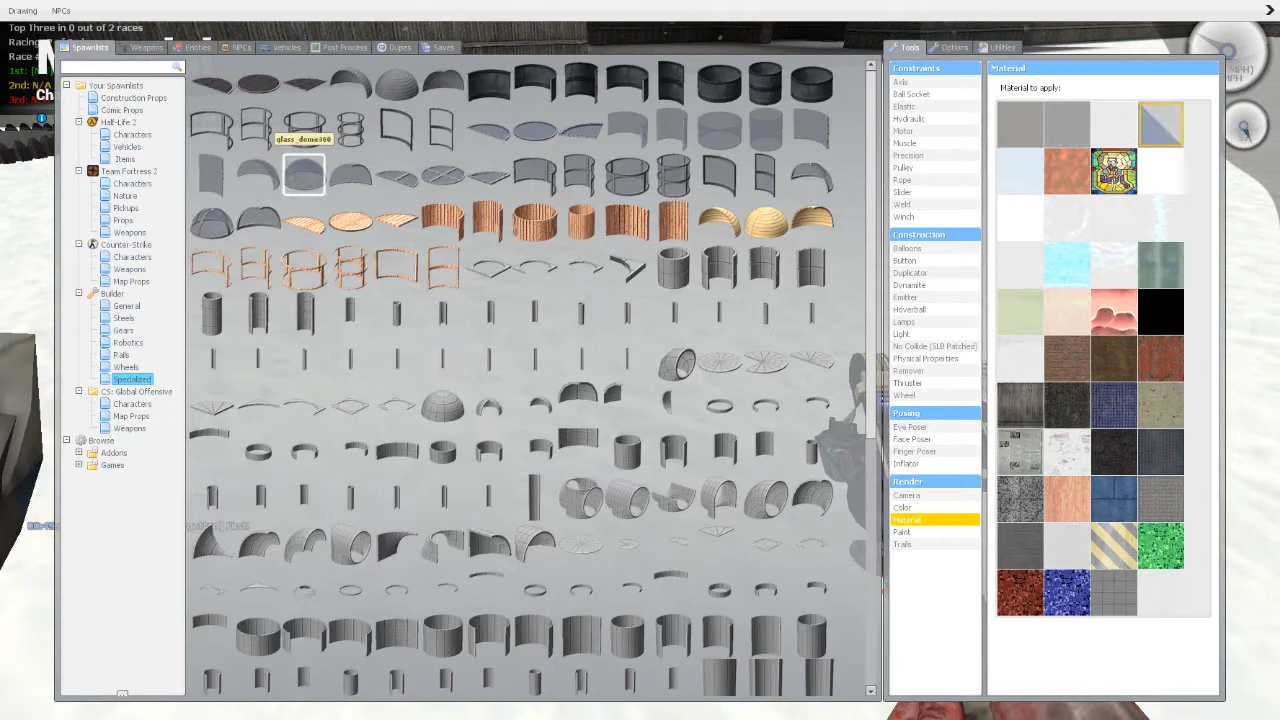 Drawing NPCs
Top Three in 0 out of 2 races
Spawnlists Weapons Entities NPCs Vehicles Post Process Dupes Saves
Tools Options Utilities
Your Spawnlists
Construction Props
Comic Props
Half-Life 2
Characters
Vehicles
Items
Team Fortress 2
Characters
Nature
Pickups
Props
Weapons
Counter-Strike
Characters
Weapons
Map Props
Builder
General
Steels
Gears
Robotics
Rails
Wheels
Specialized
CS: Global Offensive
Characters
Map Props
Weapons
Browse
Addons
Games
glass_dome360
Constraints
Axis
Ball Socket
Elastic
Hydraulic
Motor
Muscle
Precision
Pulley
Rope
Slider
Weld
Winch
Construction
Balloons
Button
Duplicator
Dynamite
Emitter
Hoverball
Lamps
Light
No Collide (SLB Patched)
Physical Properties
Remover
Thruster
Wheel
Posing
Eye Poser
Face Poser
Finger Poser
Inflator
Render
Camera
Color
Material
Paint
Trails
Material
Material to apply: